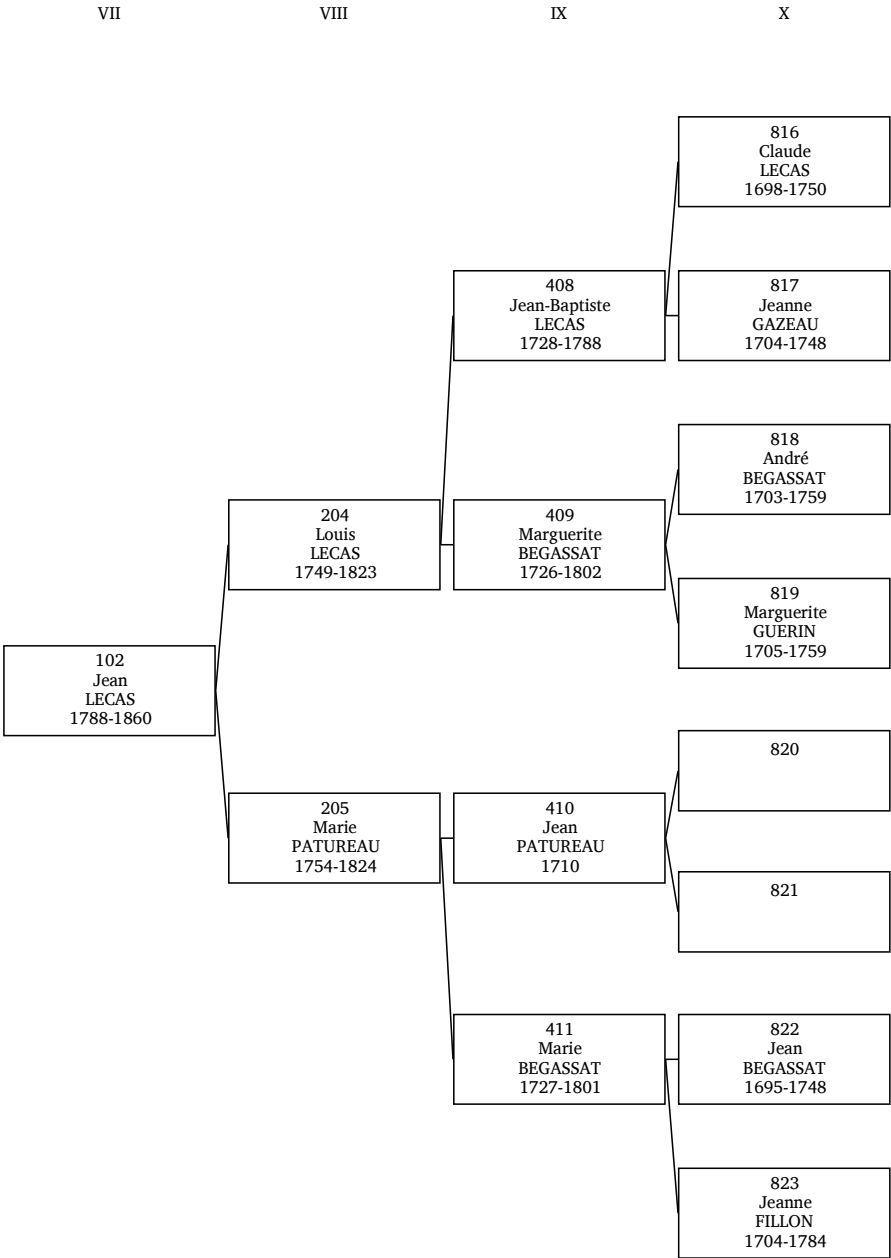 VII
VIII
IX
X
816
Claude
LECAS
1698-1750
408
Jean-Baptiste
LECAS
1728-1788
817
Jeanne
GAZEAU
1704-1748
818
André
BEGASSAT
1703-1759
204
Louis
LECAS
1749-1823
409
Marguerite
BEGASSAT
1726-1802
819
Marguerite
GUERIN
1705-1759
102
Jean
LECAS
1788-1860
820
205
Marie
PATUREAU
1754-1824
410
Jean
PATUREAU
1710
821
411
Marie
BEGASSAT
1727-1801
822
Jean
BEGASSAT
1695-1748
823
Jeanne
FILLON
1704-1784